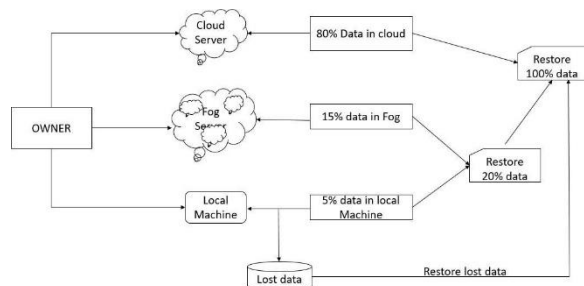 Cloud
Server
80% Data in cloud
Restore
100% data
OWNER
Fog
Server
15% data in Fog
Restore
20% data
Local
Machine
5% data in local
Machine
Lost data
Restore lost data